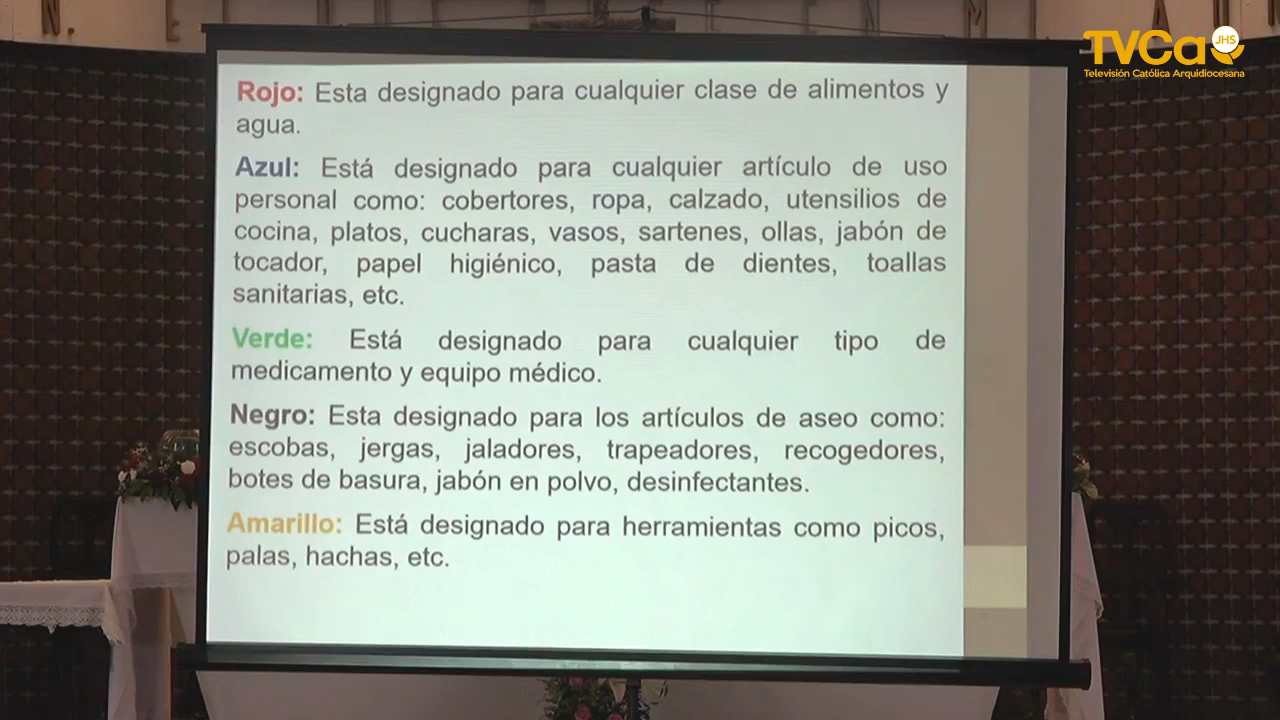 TVCa
JHS
Televisión Católica Arquidiocesana
Rojo: Esta designado para cualquier clase de alimentos y
agua.
Azul: Está designado para cualquier artículo de uso
personal como: cobertores, ropa, calzado, utensilios de
cocina, platos, cucharas, vasos, sartenes, ollas, jabón de
tocador, papel higiénico, pasta de dientes, toallas
sanitarias, etc.
Verde: Está designado para cualquier tipo de
medicamento y equipo médico.
Negro: Esta designado para los artículos de aseo como:
escobas, jergas, jaladores, trapeadores, recogedores,
botes de basura, jabón en polvo, desinfectantes.
Amarillo: Está designado para herramientas como picos,
palas, hachas, etc.